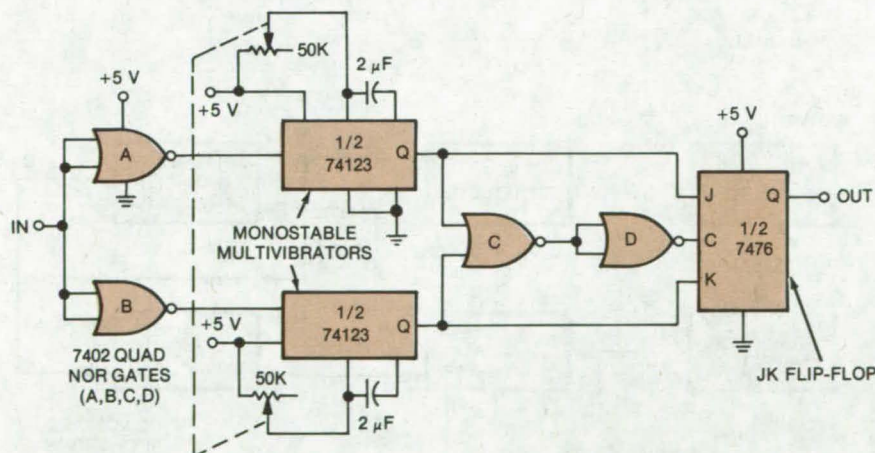 50K
+5 V
2 µF
+5 V
+5 V
A
1/2
74123
Q
J
Q
OUT
IN
MONOSTABLE
MULTIVIBRATORS
C
D
C
1/2
7476
B
1/2
74123
Q
K
+5 V
7402 QUAD
NOR GATES
(A,B,C,D)
50K
2 µF
JK FLIP-FLOP